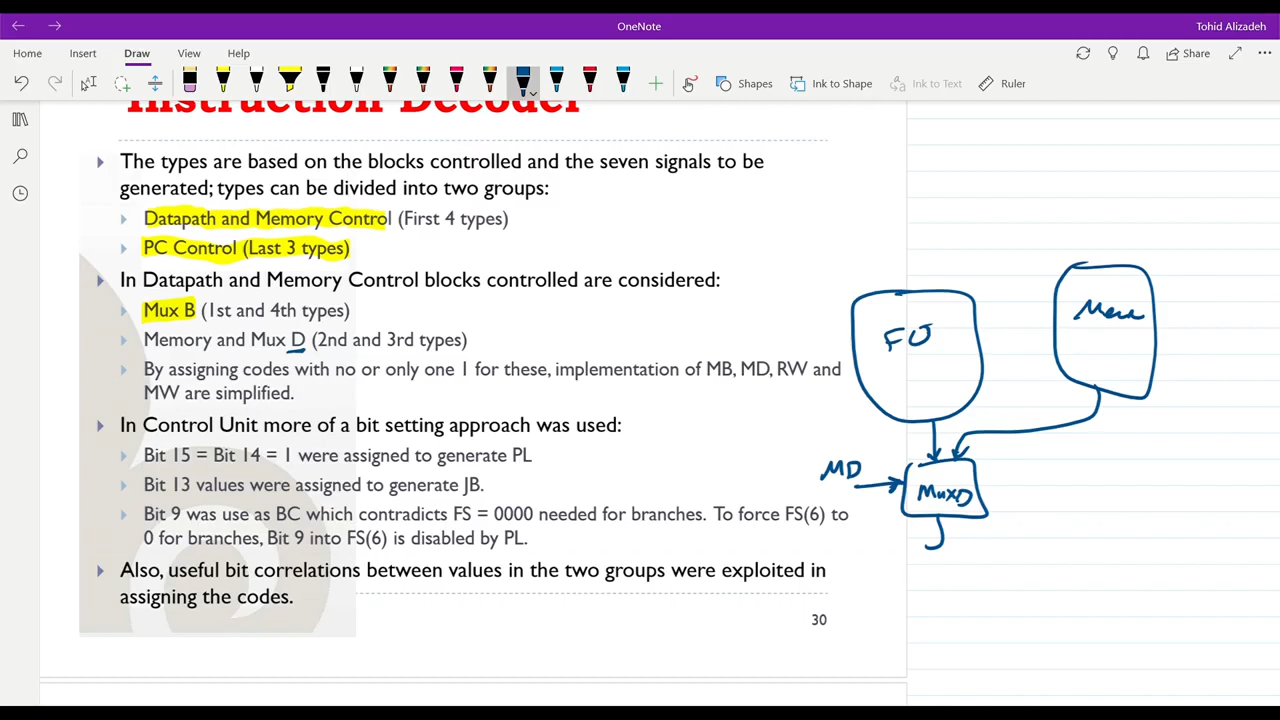 OneNote
Tohid Alizadeh
Home Insert Draw View Help
Share
Shapes Ink to Shape Ink to Text Ruler
Instruction Decoder
The types are based on the blocks controlled and the seven signals to be
generated; types can be divided into two groups:
Datapath and Memory Control (First 4 types)
PC Control (Last 3 types)
In Datapath and Memory Control blocks controlled are considered:
Mux B (1st and 4th types)
Memory and Mux D (2nd and 3rd types)
By assigning codes with no or only one 1 for these, implementation of MB, MD, RW and
MW are simplified.
In Control Unit more of a bit setting approach was used:
Bit 15 = Bit 14 = 1 were assigned to generate PL
Bit 13 values were assigned to generate JB.
Bit 9 was use as BC which contradicts FS = 0000 needed for branches. To force FS(6) to
0 for branches, Bit 9 into FS(6) is disabled by PL.
Also, useful bit correlations between values in the two groups were exploited in
assigning the codes.
30
FU
MD
MuxD